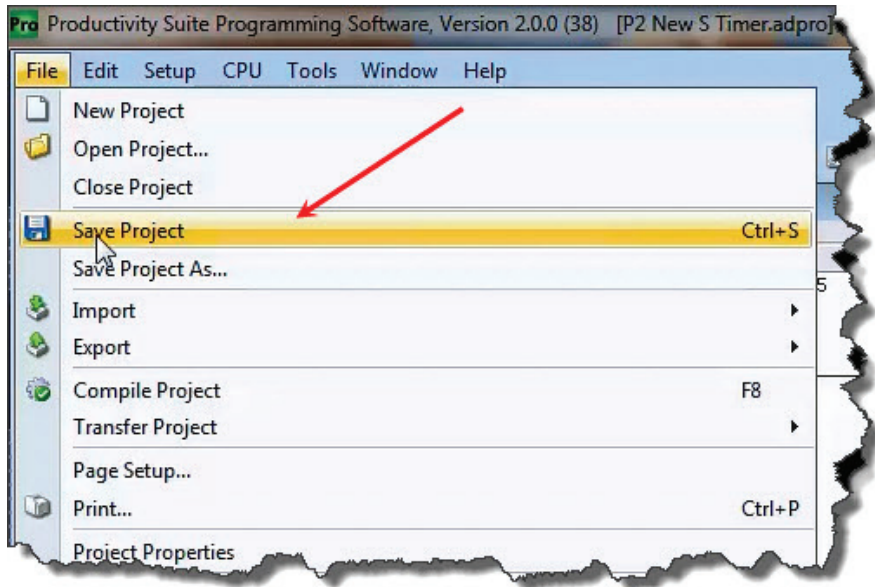 Pro Productivity Suite Programming Software, Version 2.0.0 (38) [P2 New S Timer.adpro]
File Edit Setup CPU Tools Window Help
New Project
Open Project...
Close Project
Save Project Ctrl+S
Save Project As...
5
Import
Export
Compile Project F8
Transfer Project
Page Setup...
Print... Ctrl+P
Project Properties